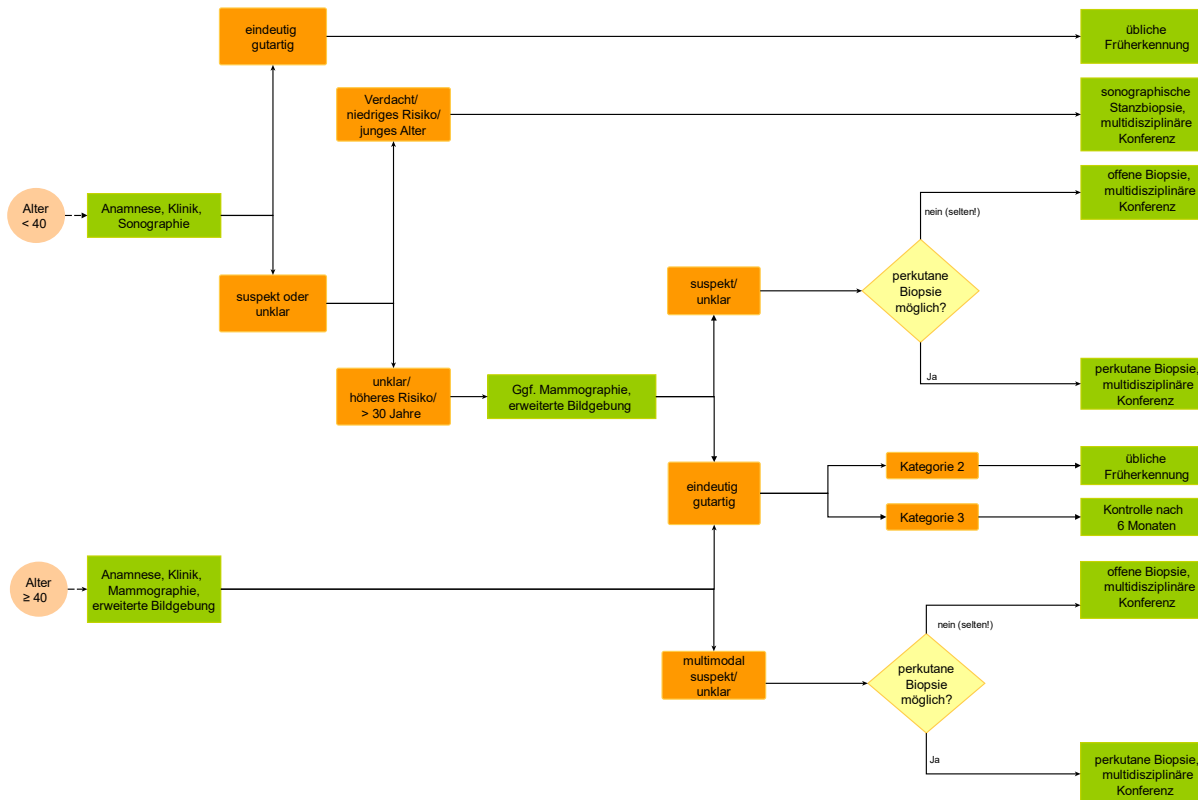 eindeutig
gutartig
übliche
Früherkennung
Verdacht/
niedriges Risiko/
junges Alter
sonographische
Stanzbiopsie,
multidisziplinäre
Konferenz
Alter
< 40
Anamnese, Klinik,
Sonographie
offene Biopsie,
multidisziplinäre
Konferenz
nein (selten!)
suspekt oder
unklar
suspekt/
unklar
perkutane
Biopsie
möglich?
unklar/
höheres Risiko/
> 30 Jahre
Ggf. Mammographie,
erweiterte Bildgebung
Ja
perkutane Biopsie,
multidisziplinäre
Konferenz
eindeutig
gutartig
Kategorie 2
übliche
Früherkennung
Kategorie 3
Kontrolle nach
6 Monaten
Alter
≥ 40
Anamnese, Klinik,
Mammographie,
erweiterte Bildgebung
offene Biopsie,
multidisziplinäre
Konferenz
nein (selten!)
multimodal
suspekt/
unklar
perkutane
Biopsie
möglich?
Ja
perkutane Biopsie,
multidisziplinäre
Konferenz